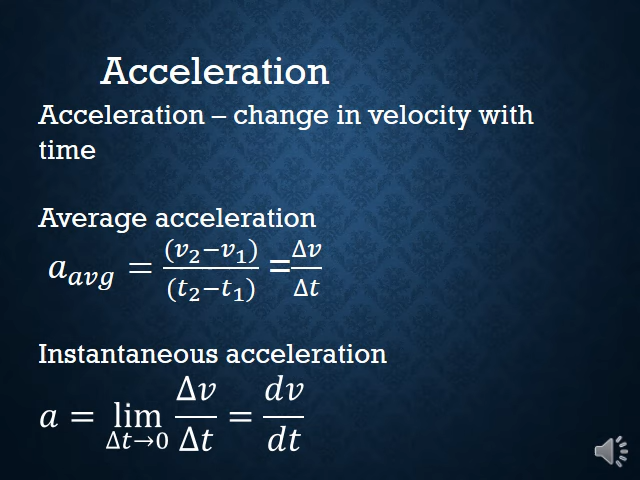 Acceleration
Acceleration – change in velocity with
time
Average acceleration
a_avg = (v₂−v₁)/(t₂−t₁) = Δv/Δt
Instantaneous acceleration
a = lim Δt→0 Δv/Δt = dv/dt